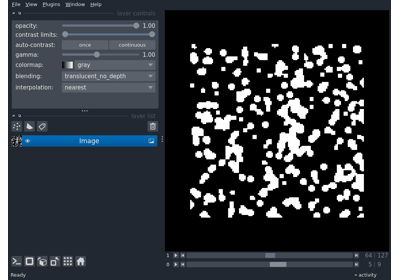 File View Plugins Window Help
layer controls
opacity: 1.00
contrast limits:
auto-contrast: once continuous
gamma: 1.00
colormap: gray
blending: translucent_no_depth
interpolation: nearest
layer list
Image
1 64 127
0 5 9
Ready activity